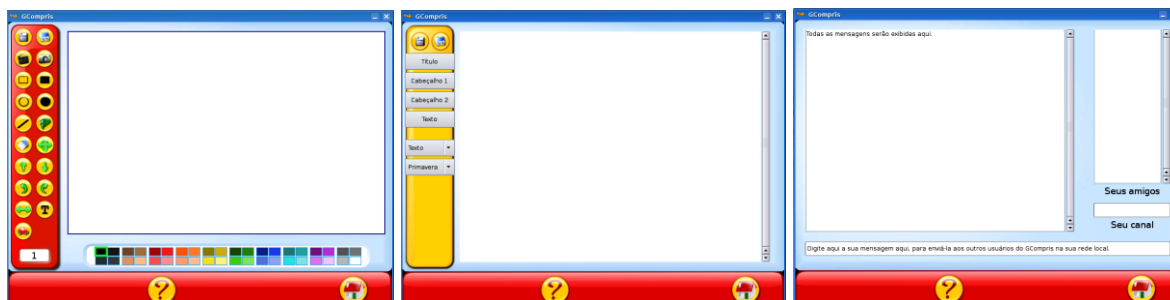 GCompris
1
GCompris
Título
Cabeçalho 1
Cabeçalho 2
Texto
Texto
Primavera
GCompris
Todas as mensagens serão exibidas aqui.
Seus amigos
Seu canal
Digite aqui a sua mensagem aqui, para enviá-la aos outros usuários do GCompris na sua rede local.